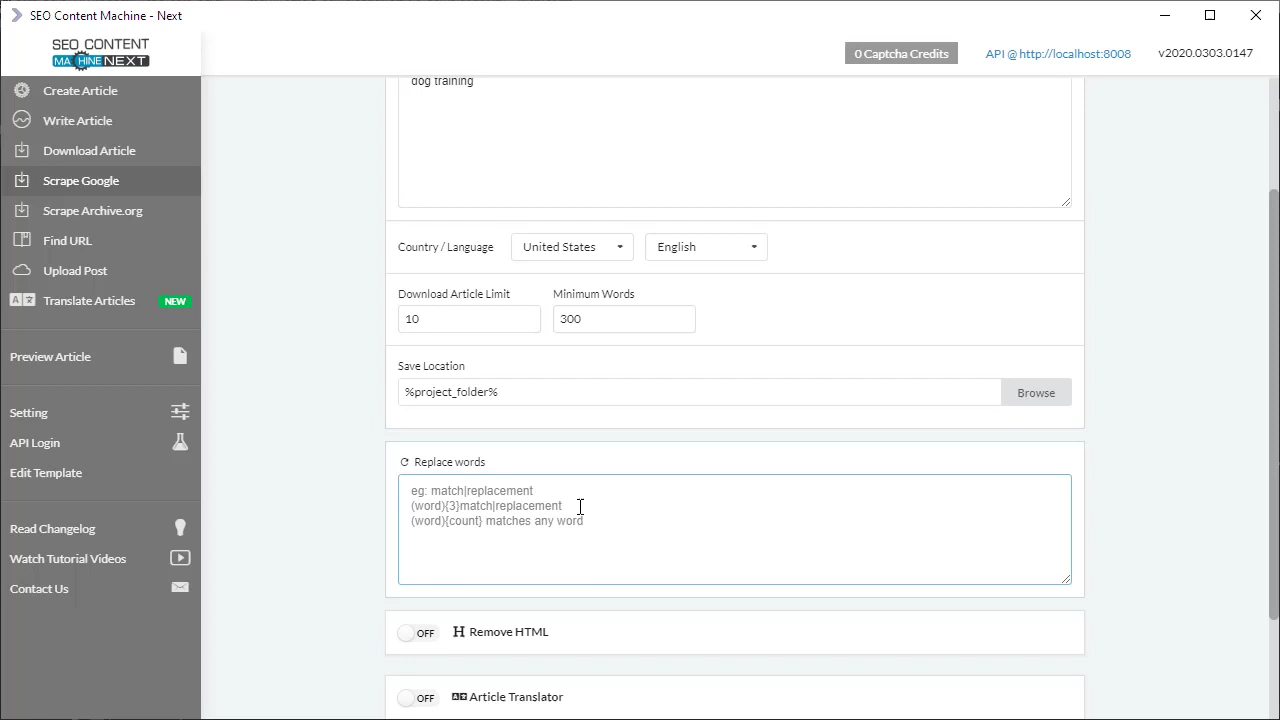 SEO Content Machine - Next
SEO CONTENT
MACHINE NEXT
0 Captcha Credits
API @ http://localhost:8008
v2020.0303.0147
Create Article
Write Article
Download Article
Scrape Google
Scrape Archive.org
Find URL
Upload Post
Translate Articles NEW
Preview Article
Setting
API Login
Edit Template
Read Changelog
Watch Tutorial Videos
Contact Us
dog training
Country / Language United States English
Download Article Limit Minimum Words
10 300
Save Location
%project_folder% Browse
Replace words
eg: match|replacement
(word){3}match|replacement
(word){count} matches any word
OFF H Remove HTML
OFF Article Translator